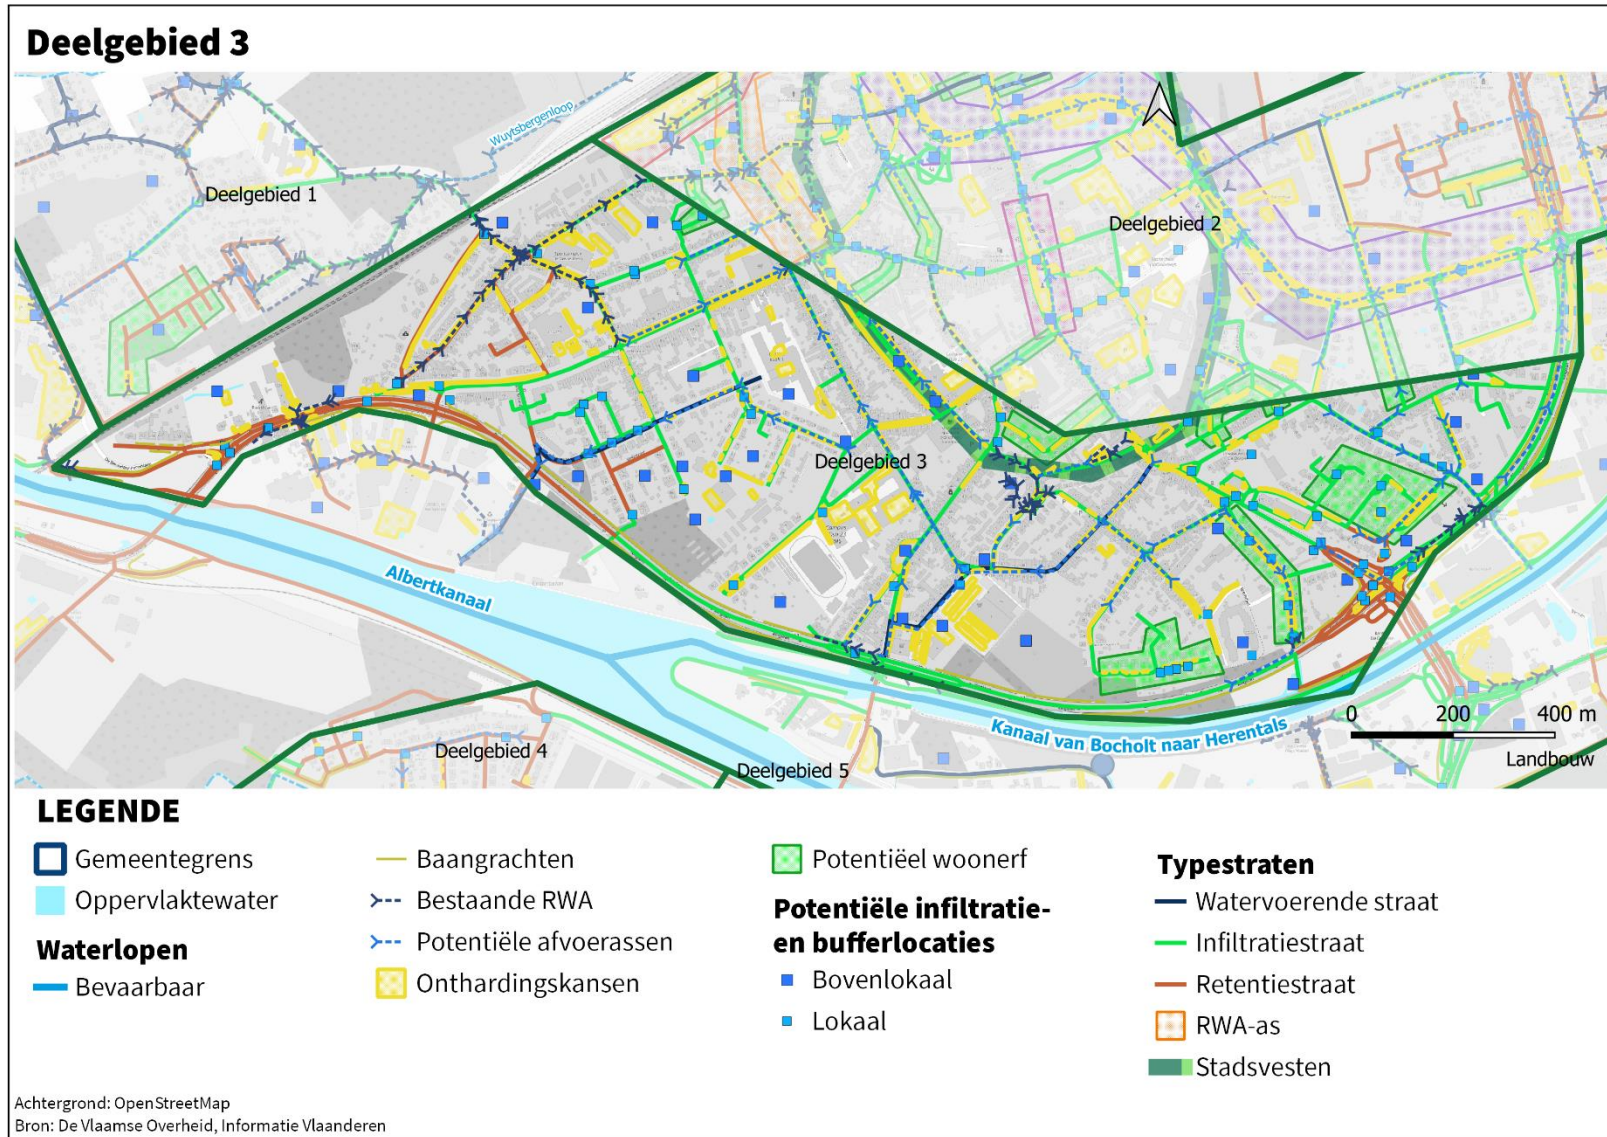 Deelgebied 3
Wuytsbergenloop
Deelgebied 1
Deelgebied 2
Deelgebied 3
Albertkanaal
Kanaal van Bocholt naar Herentals
Deelgebied 4
Deelgebied 5
0 200 400 m
Landbouw
LEGENDE
Gemeentegrens
Oppervlaktewater
Waterlopen
Bevaarbaar
Baangrachten
Bestaande RWA
Potentiële afvoerassen
Onthardingskansen
Potentiëel woonerf
Potentiële infiltratie-
en bufferlocaties
Bovenlokaal
Lokaal
Typestraten
Watervoerende straat
Infiltratiestraat
Retentiestraat
RWA-as
Stadsvesten
Achtergrond: OpenStreetMap
Bron: De Vlaamse Overheid, Informatie Vlaanderen